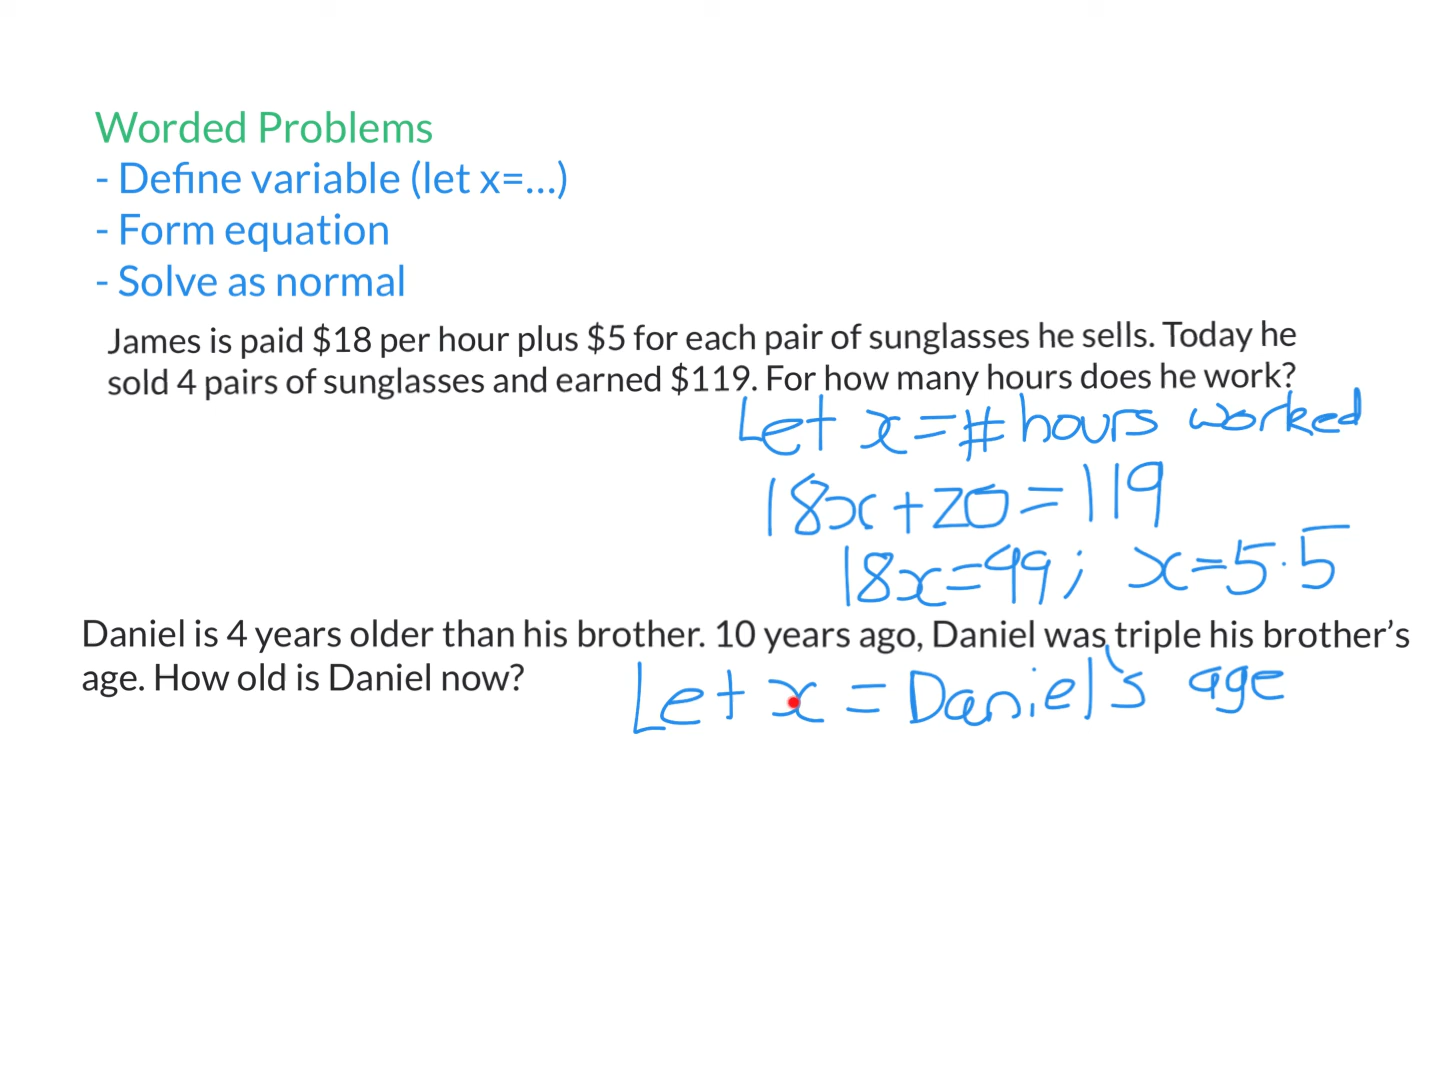 Worded Problems
- Define variable (let x=...)
- Form equation
- Solve as normal
James is paid $18 per hour plus $5 for each pair of sunglasses he sells. Today he
sold 4 pairs of sunglasses and earned $119. For how many hours does he work?
Let x = # hours worked
18x + 20 = 119
18x = 99; x = 5.5
Daniel is 4 years older than his brother. 10 years ago, Daniel was triple his brother's
age. How old is Daniel now?
Let x = Daniel's age